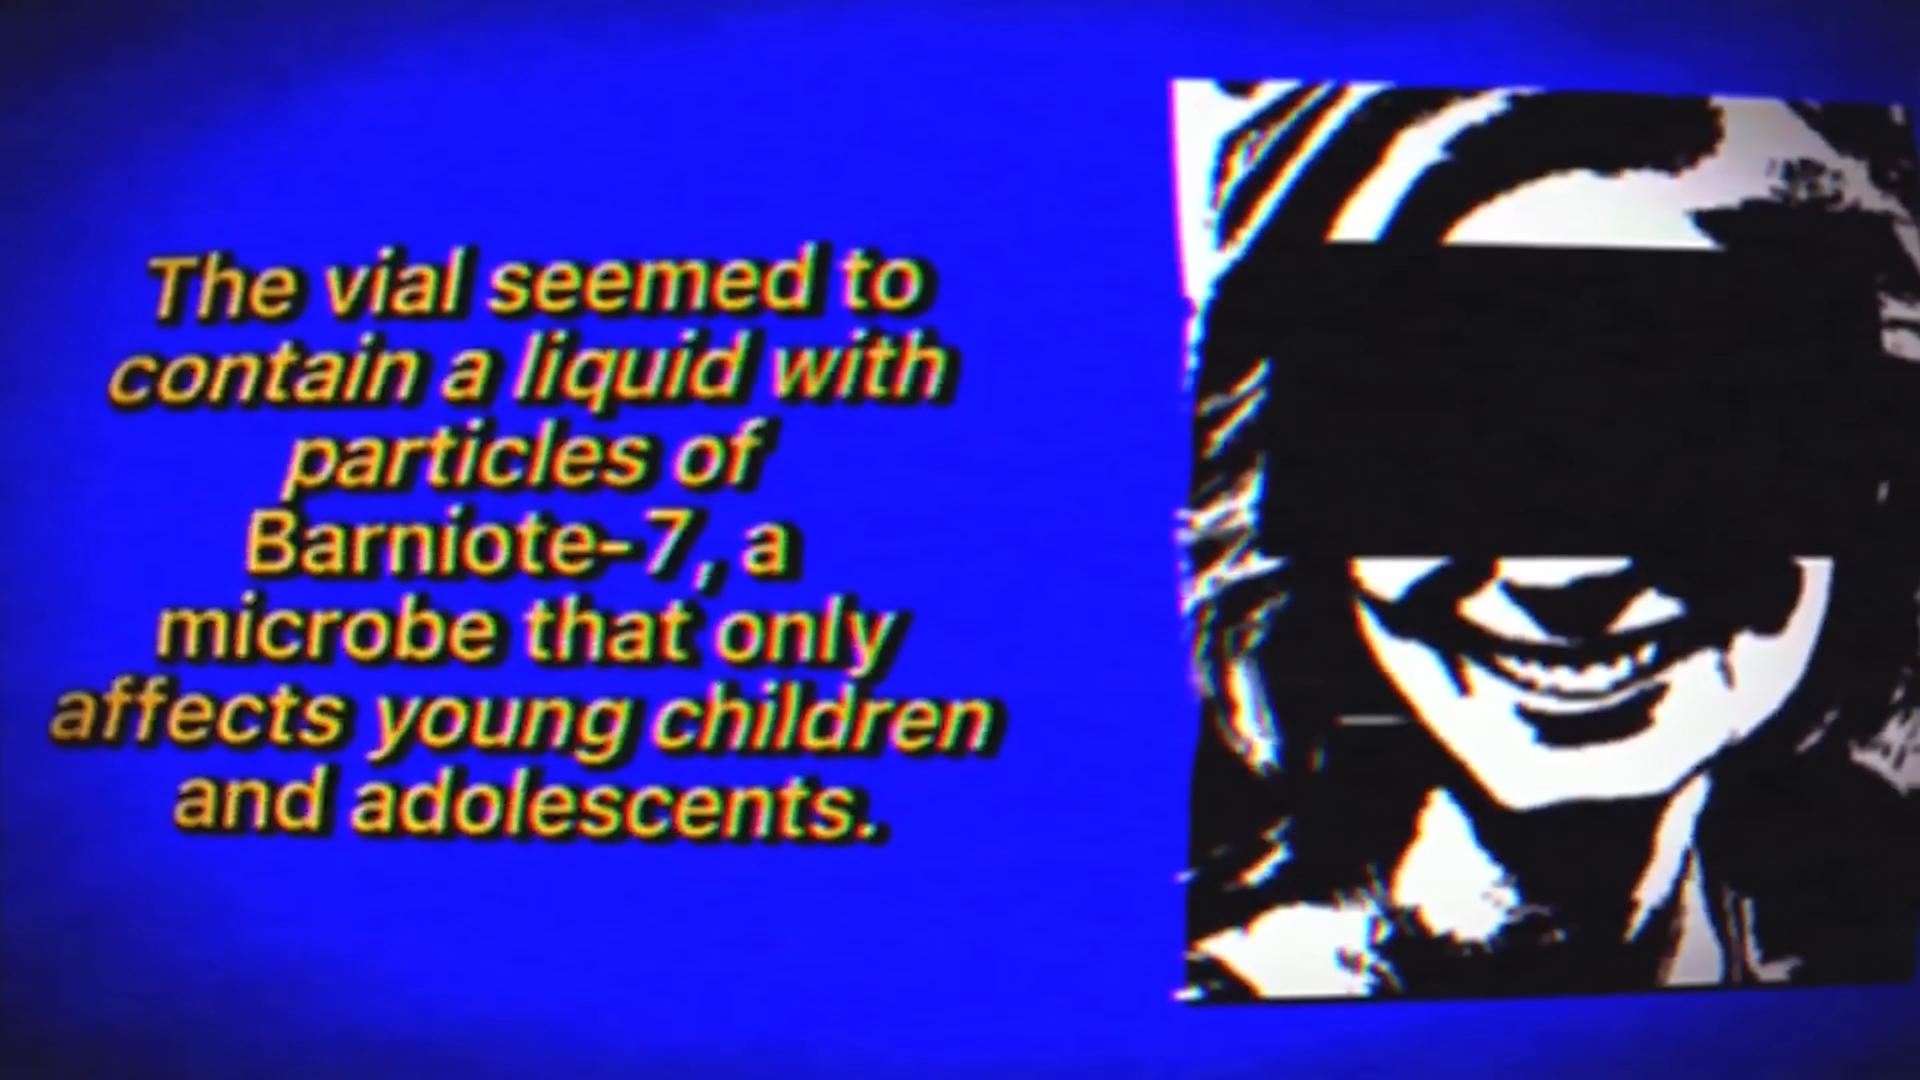 The vial seemed to
contain a liquid with
particles of
Barniote-7, a
microbe that only
affects young children
and adolescents.